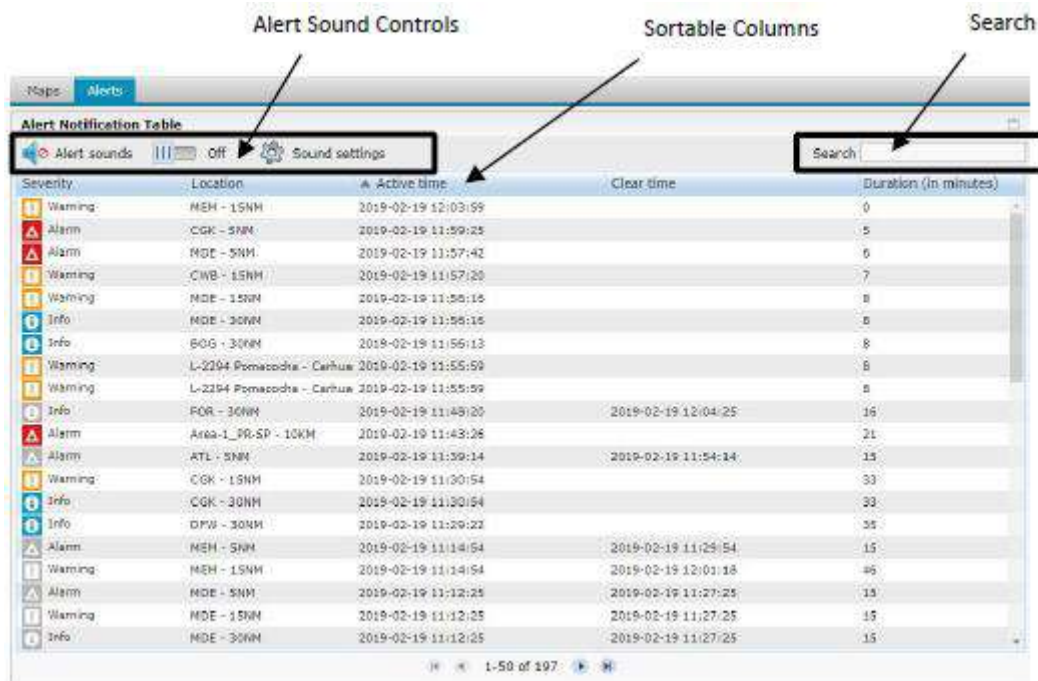 Alert Sound Controls
Sortable Columns
Search
Maps Alerts
Alert Notification Table
Alert sounds Off Sound settings Search
Severity Location Active time Clear time Duration (in minutes)
Warning MEM - 15NM 2019-02-19 12:03:59 0
Alarm CGK - 5NM 2019-02-19 11:59:25 5
Alarm MDE - 5NM 2019-02-19 11:57:42 6
Warning CWB - 15NM 2019-02-19 11:57:20 7
Warning MDE - 15NM 2019-02-19 11:56:16 8
Info MDE - 30NM 2019-02-19 11:56:16 8
Info BOG - 30NM 2019-02-19 11:56:13 8
Warning L-2294 Pomacocha - Carhua 2019-02-19 11:55:59 8
Warning L-2294 Pomacocha - Carhua 2019-02-19 11:55:59 8
Info FOR - 30NM 2019-02-19 11:48:20 2019-02-19 12:04:25 16
Alarm Area-1_PR-SP - 10KM 2019-02-19 11:43:26 21
Alarm ATL - 5NM 2019-02-19 11:39:14 2019-02-19 11:54:14 15
Warning CGK - 15NM 2019-02-19 11:30:54 33
Info CGK - 30NM 2019-02-19 11:30:54 33
Info DFW - 30NM 2019-02-19 11:29:22 35
Alarm MEM - 5NM 2019-02-19 11:14:54 2019-02-19 11:29:54 15
Warning MEM - 15NM 2019-02-19 11:14:54 2019-02-19 12:01:18 46
Alarm MDE - 5NM 2019-02-19 11:12:25 2019-02-19 11:27:25 15
Warning MDE - 15NM 2019-02-19 11:12:25 2019-02-19 11:27:25 15
Info MDE - 30NM 2019-02-19 11:12:25 2019-02-19 11:27:25 15
1-50 of 197